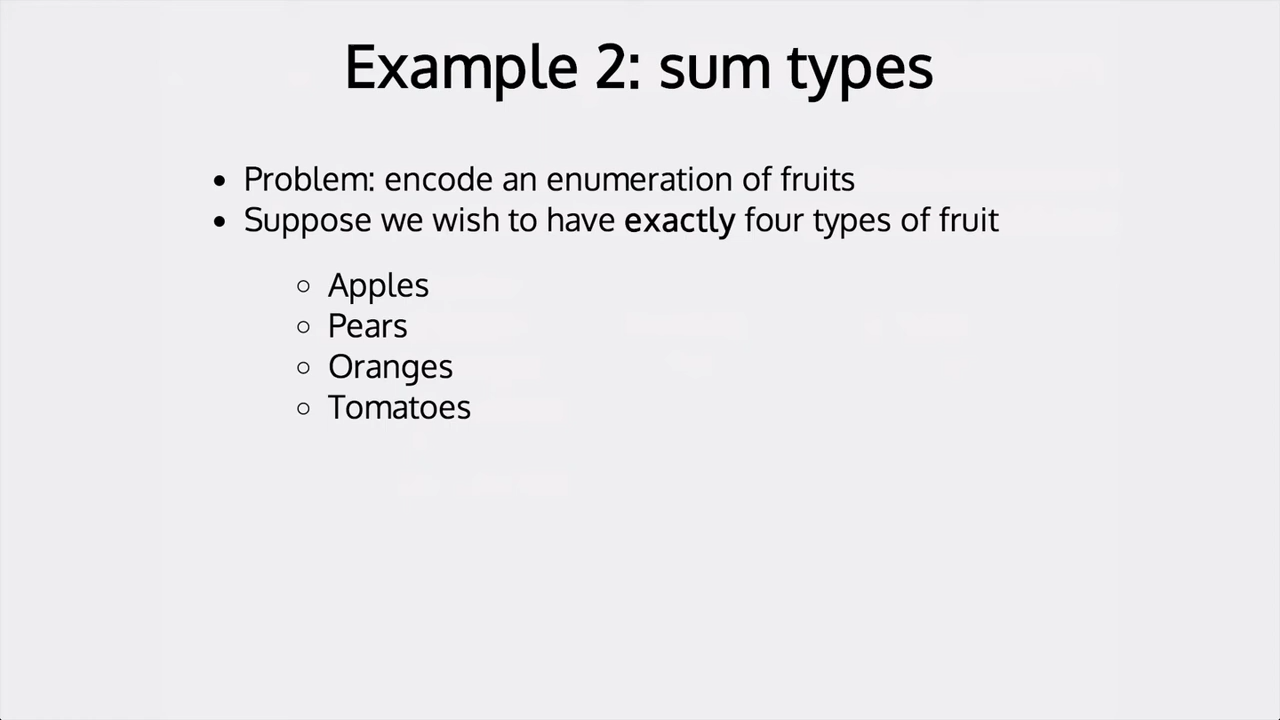 Example 2: sum types
Problem: encode an enumeration of fruits
Suppose we wish to have exactly four types of fruit
Apples
Pears
Oranges
Tomatoes